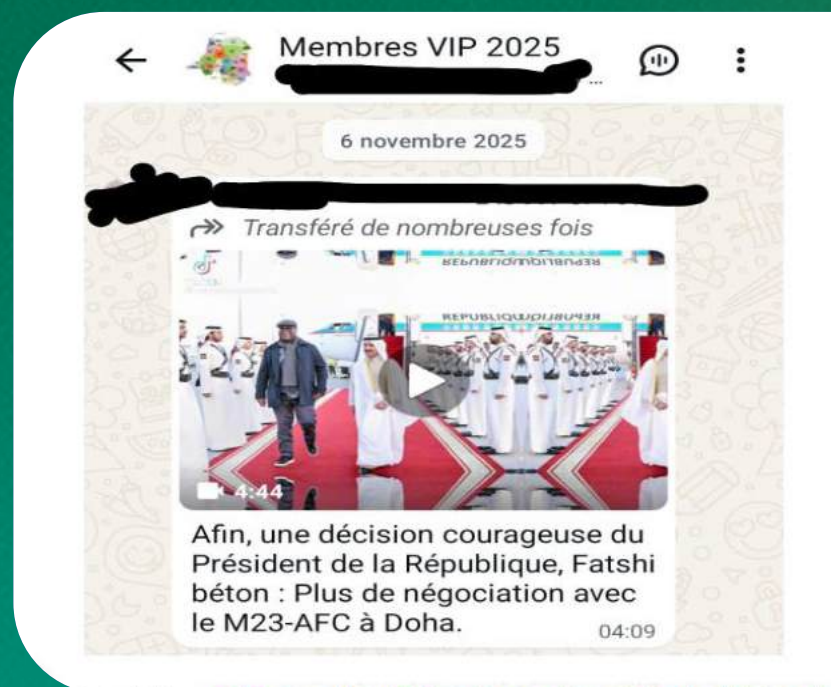 Membres VIP 2025
...
6 novembre 2025
Transféré de nombreuses fois
4:44
Afin, une décision courageuse du
Président de la République, Fatshi
béton : Plus de négociation avec
le M23-AFC à Doha.
04:09